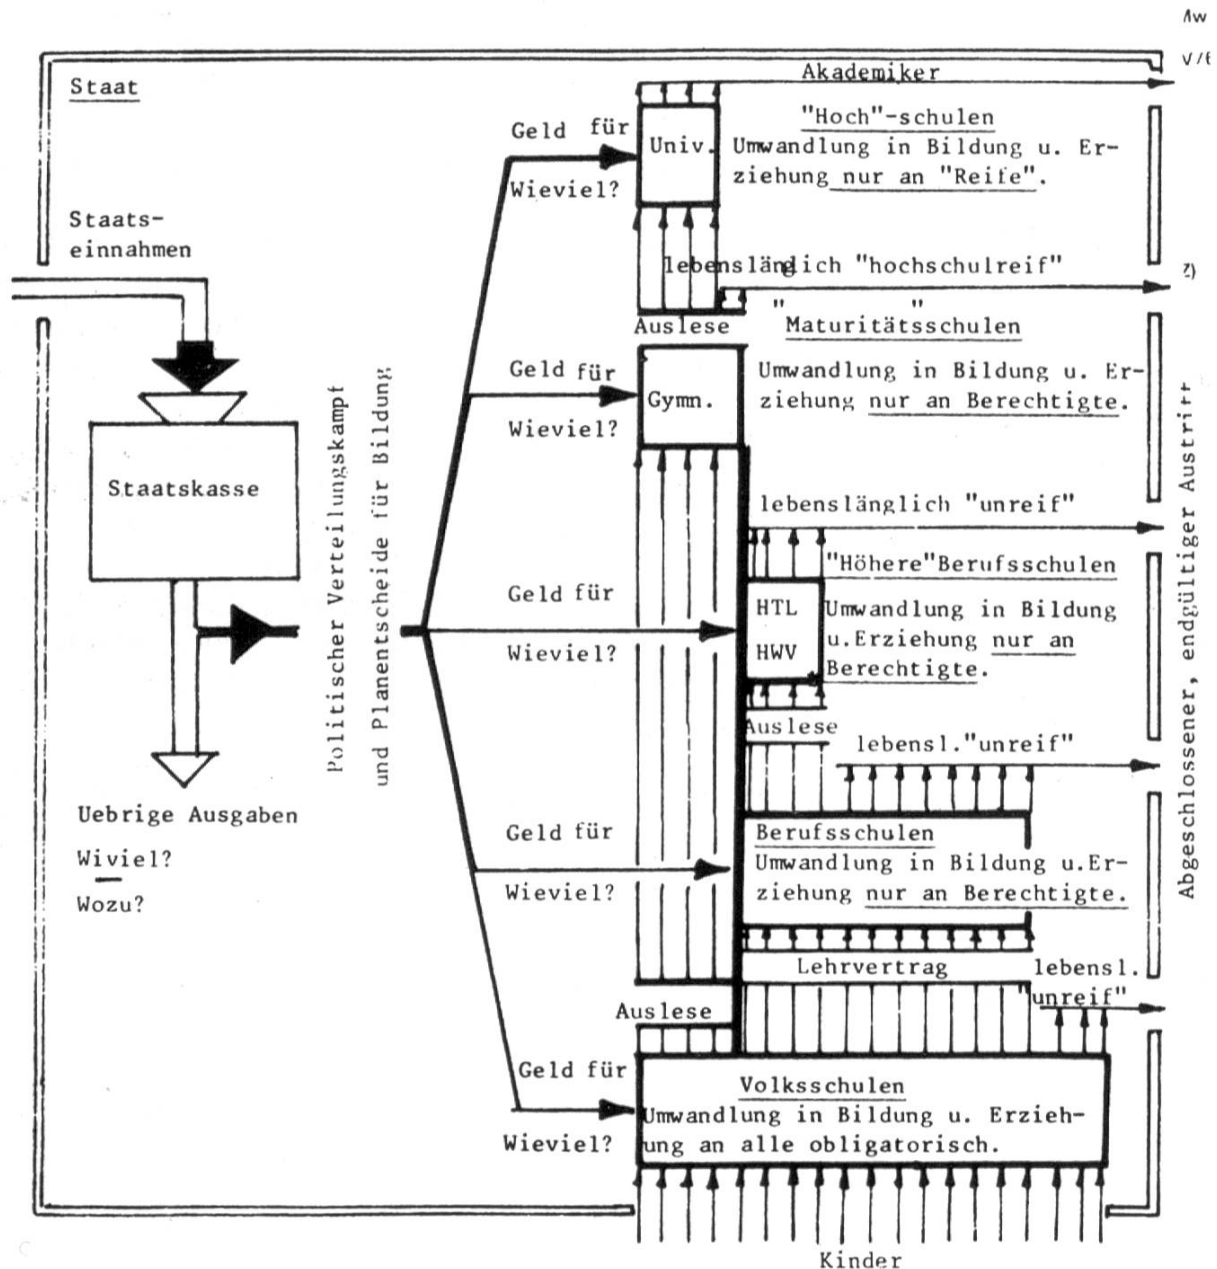 Staat
Staats-
einnahmen
Staatskasse
Uebrige Ausgaben
Wiviel?
Wozu?
Politischer Verteilungskampf
und Planentscheide für Bildung
Geld für
Wieviel?
Geld für
Wieviel?
Geld für
Wieviel?
Geld für
Wieviel?
Geld für
Wieviel?
Akademiker
Univ.
"Hoch"-schulen
Umwandlung in Bildung u. Er-
ziehung nur an "Reife".
lebenslänglich "hochschulreif"
" "
Auslese
Maturitätsschulen
Gymn.
Umwandlung in Bildung u. Er-
ziehung nur an Berechtigte.
lebenslänglich "unreif"
"Höhere"Berufsschulen
HTL
HWV
Umwandlung in Bildung
u.Erziehung nur an
Berechtigte.
Auslese
lebensl."unreif"
Berufsschulen
Umwandlung in Bildung u.Er-
ziehung nur an Berechtigte.
Lehrvertrag
lebensl.
"unreif"
Auslese
Volksschulen
Umwandlung in Bildung u. Erzieh-
ung an alle obligatorisch.
Kinder
Abgeschlossener, endgültiger Austritt